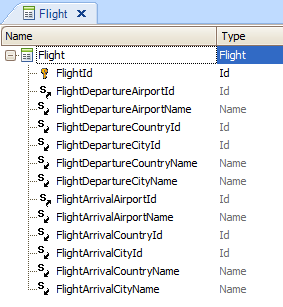 Flight
Name Type
Flight Flight
FlightId Id
FlightDepartureAirportId Id
FlightDepartureAirportName Name
FlightDepartureCountryId Id
FlightDepartureCityId Id
FlightDepartureCountryName Name
FlightDepartureCityName Name
FlightArrivalAirportId Id
FlightArrivalAirportName Name
FlightArrivalCountryId Id
FlightArrivalCityId Id
FlightArrivalCountryName Name
FlightArrivalCityName Name